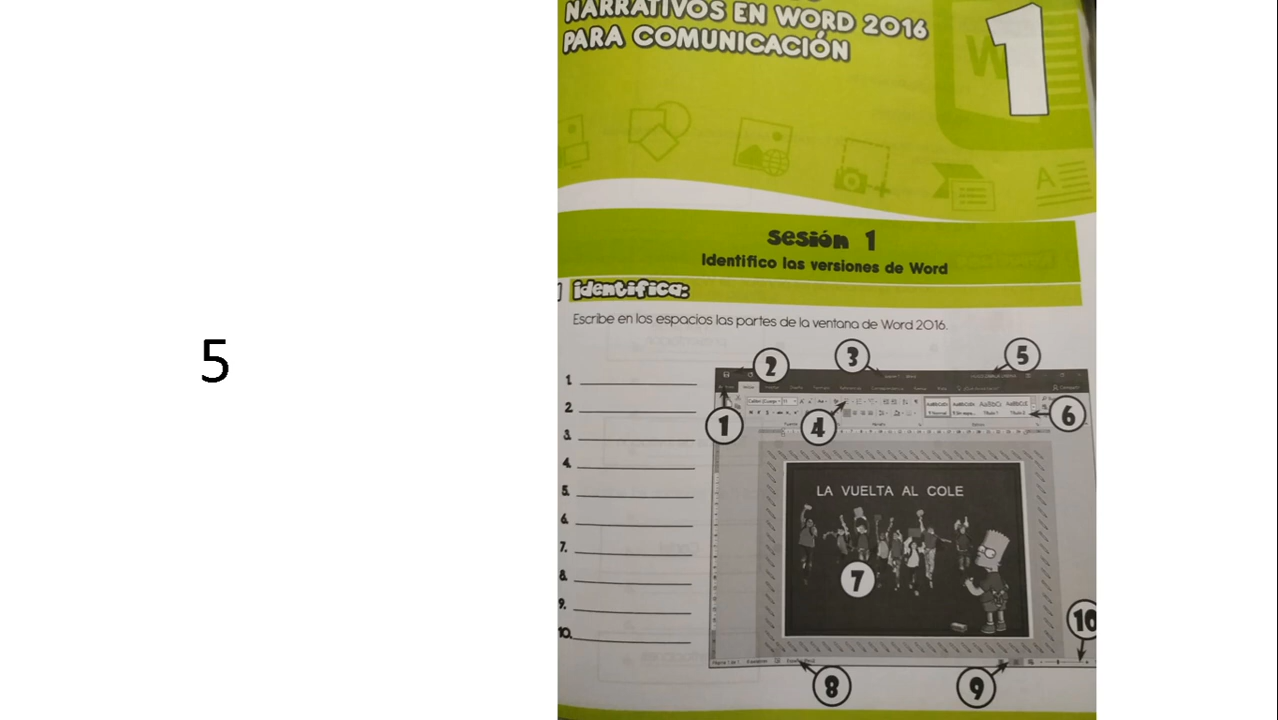 5
NARRATIVOS EN WORD 2016
PARA COMUNICACIÓN
1
W
A
Sesión 1
Identifico las versiones de Word
identifica:
Escribe en los espacios las partes de la ventana de Word 2016.
1
2.
3.
4.
5.
6.
7.
8.
9.
10.
2
3
5
1
4
6
LA VUELTA AL COLE
7
10
8
9